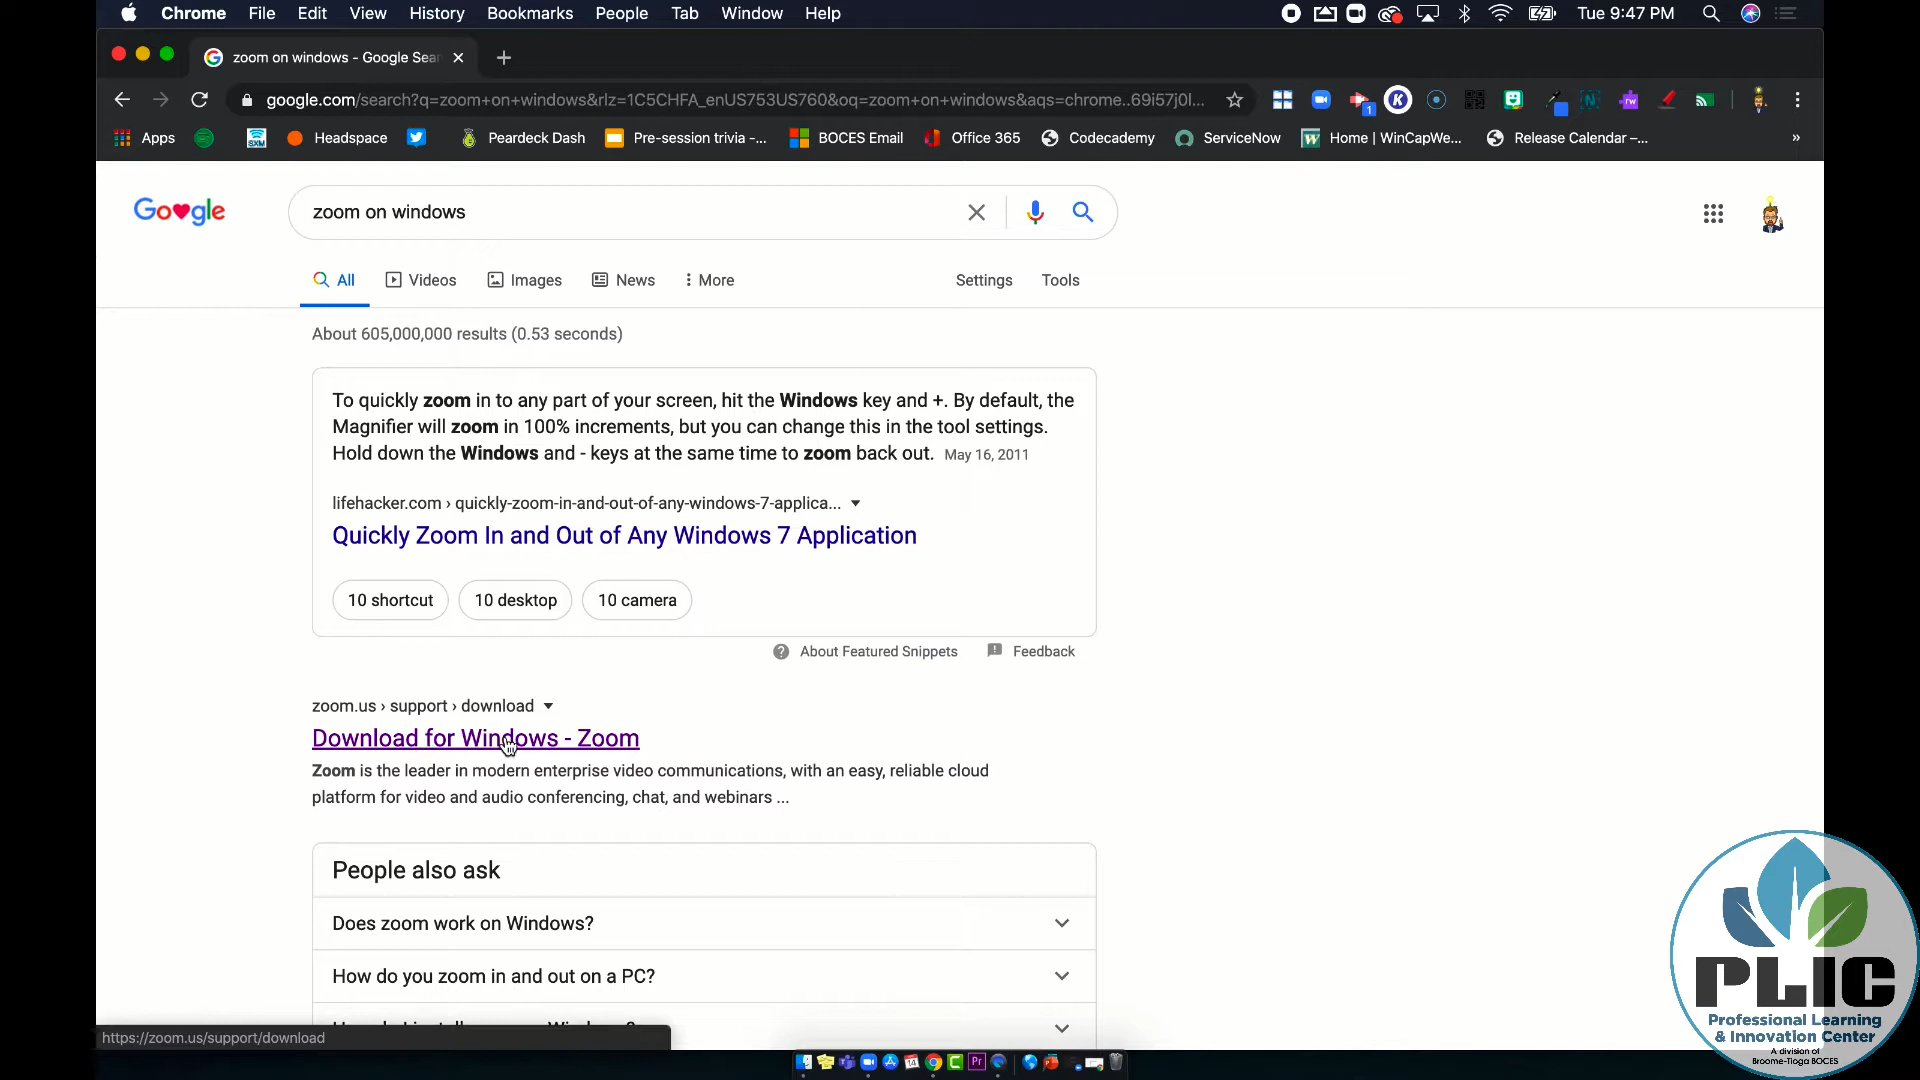 Chrome File Edit View History Bookmarks People Tab Window Help Tue 9:47 PM
zoom on windows - Google Sear
google.com/search?q=zoom+on+windows&rlz=1C5CHFA_enUS753US760&oq=zoom+on+windows&aqs=chrome..69i57j0l...
Apps SXM Headspace Peardeck Dash Pre-session trivia -... BOCES Email Office 365 Codecademy ServiceNow Home | WinCapWe... Release Calendar –... »
Google zoom on windows
All Videos Images News More Settings Tools
About 605,000,000 results (0.53 seconds)
To quickly zoom in to any part of your screen, hit the Windows key and +. By default, the
Magnifier will zoom in 100% increments, but you can change this in the tool settings.
Hold down the Windows and - keys at the same time to zoom back out. May 16, 2011
lifehacker.com › quickly-zoom-in-and-out-of-any-windows-7-applica...
Quickly Zoom In and Out of Any Windows 7 Application
10 shortcut 10 desktop 10 camera
About Featured Snippets Feedback
zoom.us › support › download
Download for Windows - Zoom
Zoom is the leader in modern enterprise video communications, with an easy, reliable cloud
platform for video and audio conferencing, chat, and webinars ...
People also ask
Does zoom work on Windows?
How do you zoom in and out on a PC?
https://zoom.us/support/download
PLIC
Professional Learning
& Innovation Center
A division of
Broome-Tioga BOCES